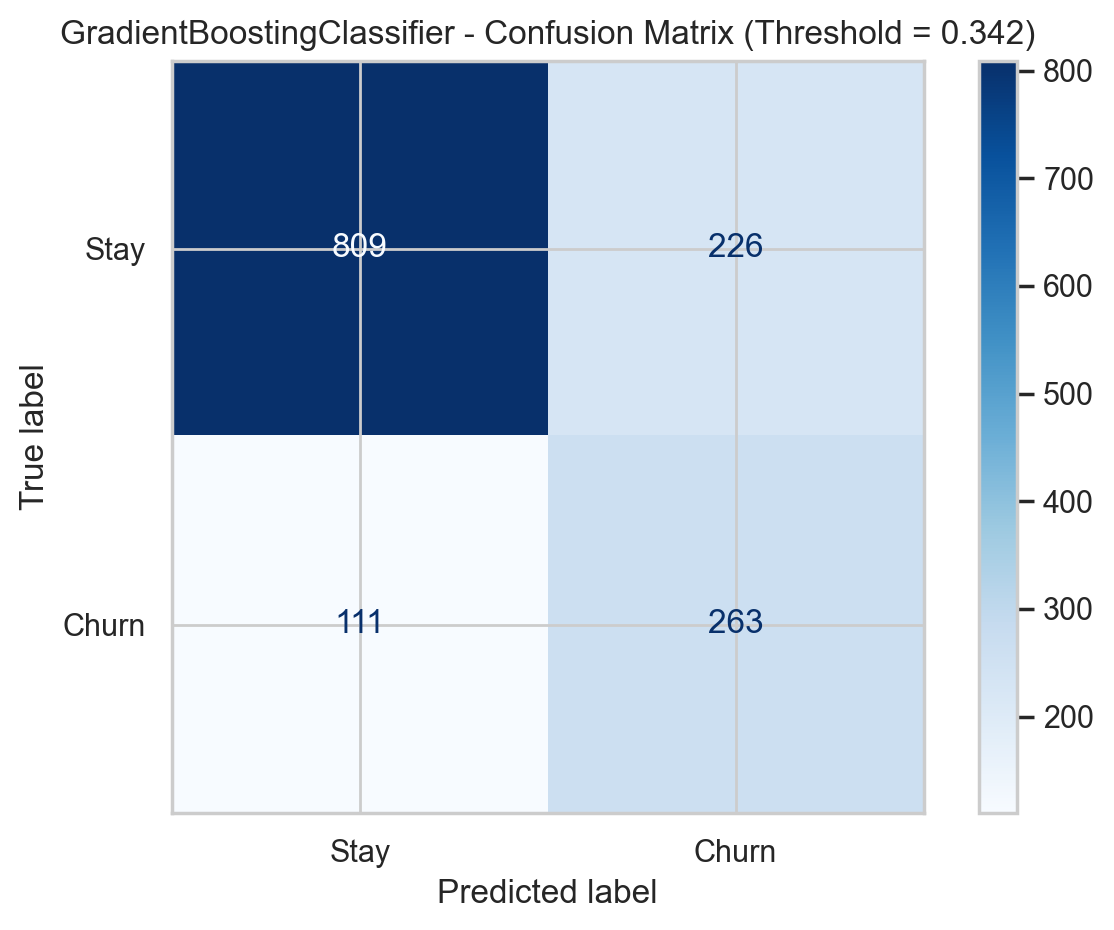 GradientBoostingClassifier - Confusion Matrix (Threshold = 0.342)
True label
Stay
Churn
809
226
111
263
Stay
Churn
Predicted label
800
700
600
500
400
300
200